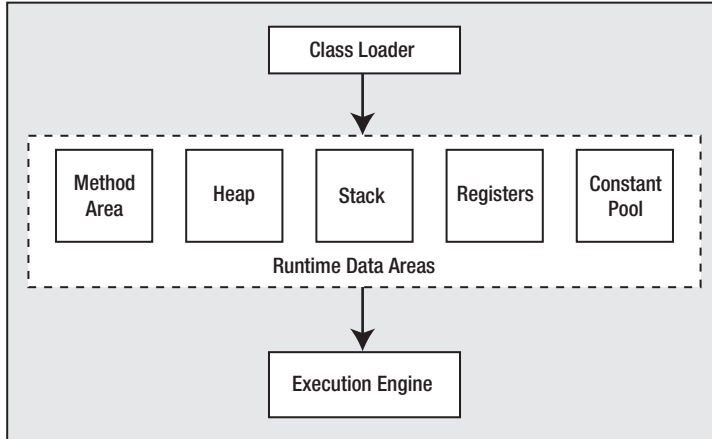 Class Loader
Method
Area
Heap
Stack
Registers
Constant
Pool
Runtime Data Areas
Execution Engine